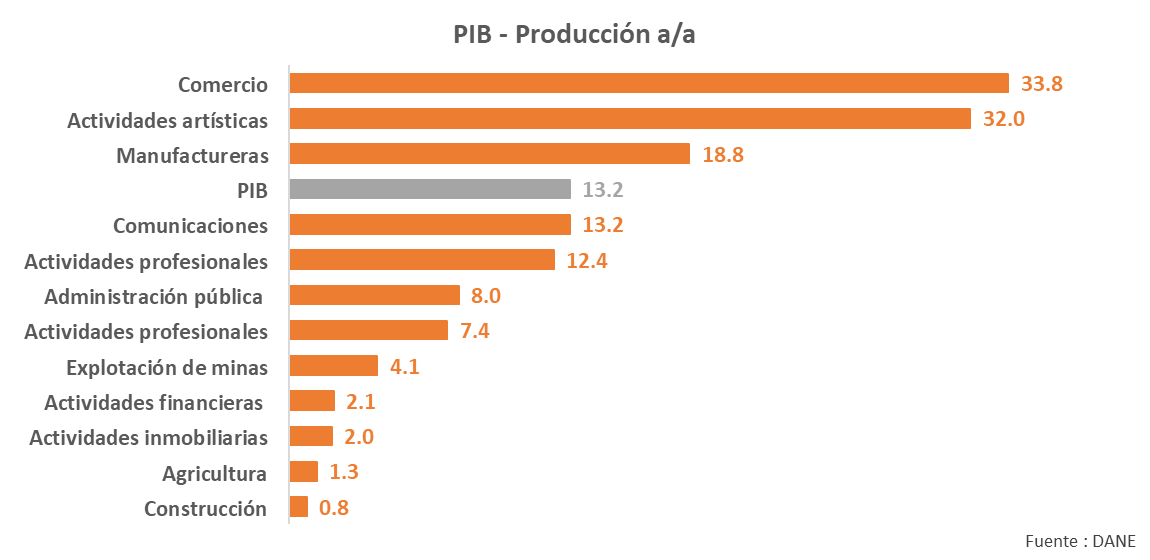 PIB - Producción a/a
Comercio 33.8
Actividades artísticas 32.0
Manufactureras 18.8
PIB 13.2
Comunicaciones 13.2
Actividades profesionales 12.4
Administración pública 8.0
Actividades profesionales 7.4
Explotación de minas 4.1
Actividades financieras 2.1
Actividades inmobiliarias 2.0
Agricultura 1.3
Construcción 0.8
Fuente : DANE